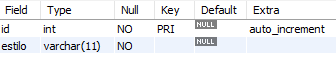 Field Type Null Key Default Extra
id int NO PRI NULL auto_increment
estilo varchar(11) NO NULL